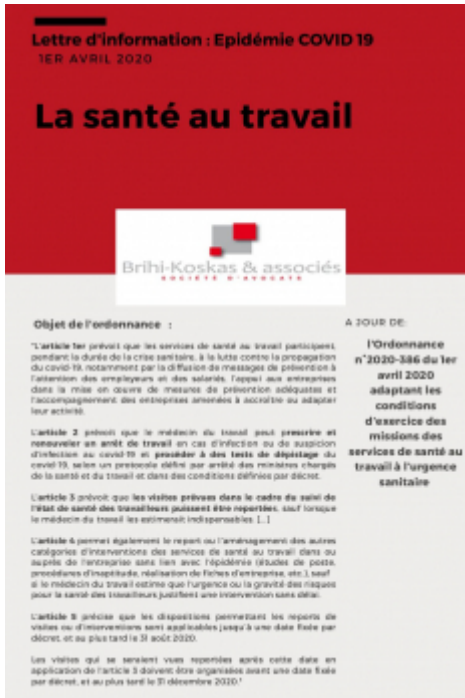 Lettre d'information : Epidémie COVID 19
1ER AVRIL 2020
La santé au travail
Brihi-Koskas & associés
SOCIÉTÉ D'AVOCATS
Objet de l'ordonnance :
"L'article 1er prévoit que les services de santé au travail participent,
pendant la durée de la crise sanitaire, à la lutte contre la propagation
du covid-19, notamment par la diffusion de messages de prévention à
l'attention des employeurs et des salariés, l'appui aux entreprises
dans la mise en œuvre de mesures de prévention adéquates et
l'accompagnement des entreprises amenées à accroître ou adapter
leur activité.
L'article 2 prévoit que le médecin du travail peut prescrire et
renouveler un arrêt de travail en cas d'infection ou de suspicion
d'infection au covid-19 et procéder à des tests de dépistage du
covid-19, selon un protocole défini par arrêté des ministres chargés
de la santé et du travail et dans des conditions définies par décret.
L'article 3 prévoit que les visites prévues dans le cadre du suivi de
l'état de santé des travailleurs puissent être reportées, sauf lorsque
le médecin du travail les estimerait indispensables. [...]
L'article 4 permet également le report ou l'aménagement des autres
catégories d'interventions des services de santé au travail dans ou
auprès de l'entreprise sans lien avec l'épidémie (études de poste,
procédures d'inaptitude, réalisation de fiches d'entreprise, etc.), sauf
si le médecin du travail estime que l'urgence ou la gravité des risques
pour la santé des travailleurs justifient une intervention sans délai.
L'article 5 précise que les dispositions permettant les reports de
visites ou d'interventions sont applicables jusqu'à une date fixée par
décret, et au plus tard le 31 août 2020.
Les visites qui se seraient vues reportées après cette date en
application de l'article 3 doivent être organisées avant une date fixée
par décret, et au plus tard le 31 décembre 2020."
A JOUR DE:
l'Ordonnance
n°2020-386 du 1er
avril 2020
adaptant les
conditions
d'exercice des
missions des
services de santé au
travail à l'urgence
sanitaire